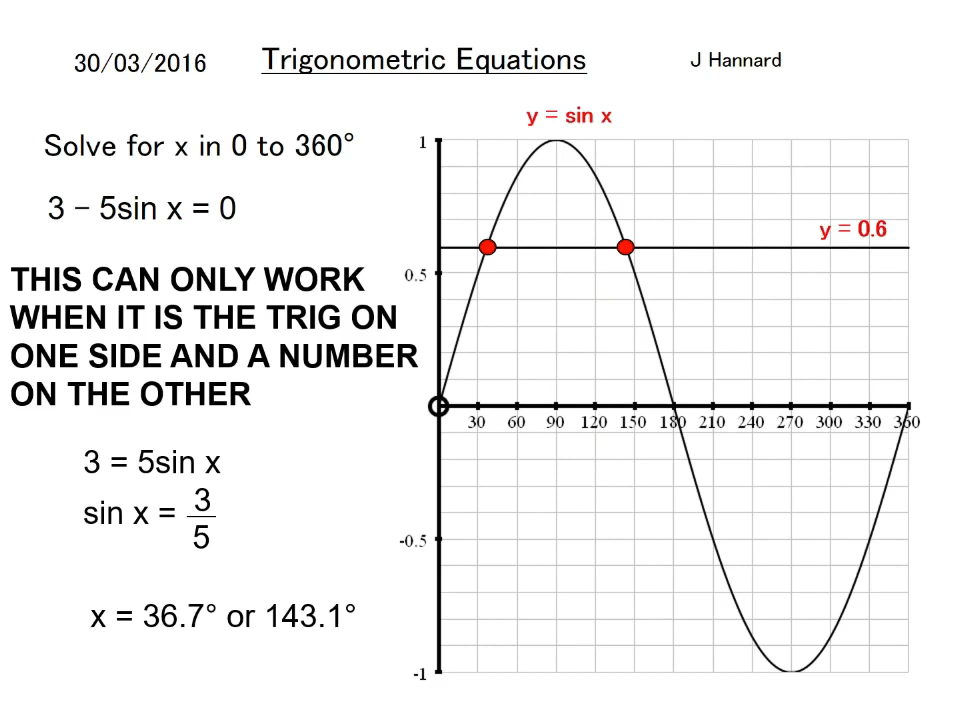 30/03/2016 Trigonometric Equations J Hannard
Solve for x in 0 to 360°
3 − 5sin x = 0
THIS CAN ONLY WORK
WHEN IT IS THE TRIG ON
ONE SIDE AND A NUMBER
ON THE OTHER
3 = 5sin x
sin x = 3/5
x = 36.7° or 143.1°
y = sin x
1
y = 0.6
0.5
30 60 90 120 150 180 210 240 270 300 330 360
-0.5
-1